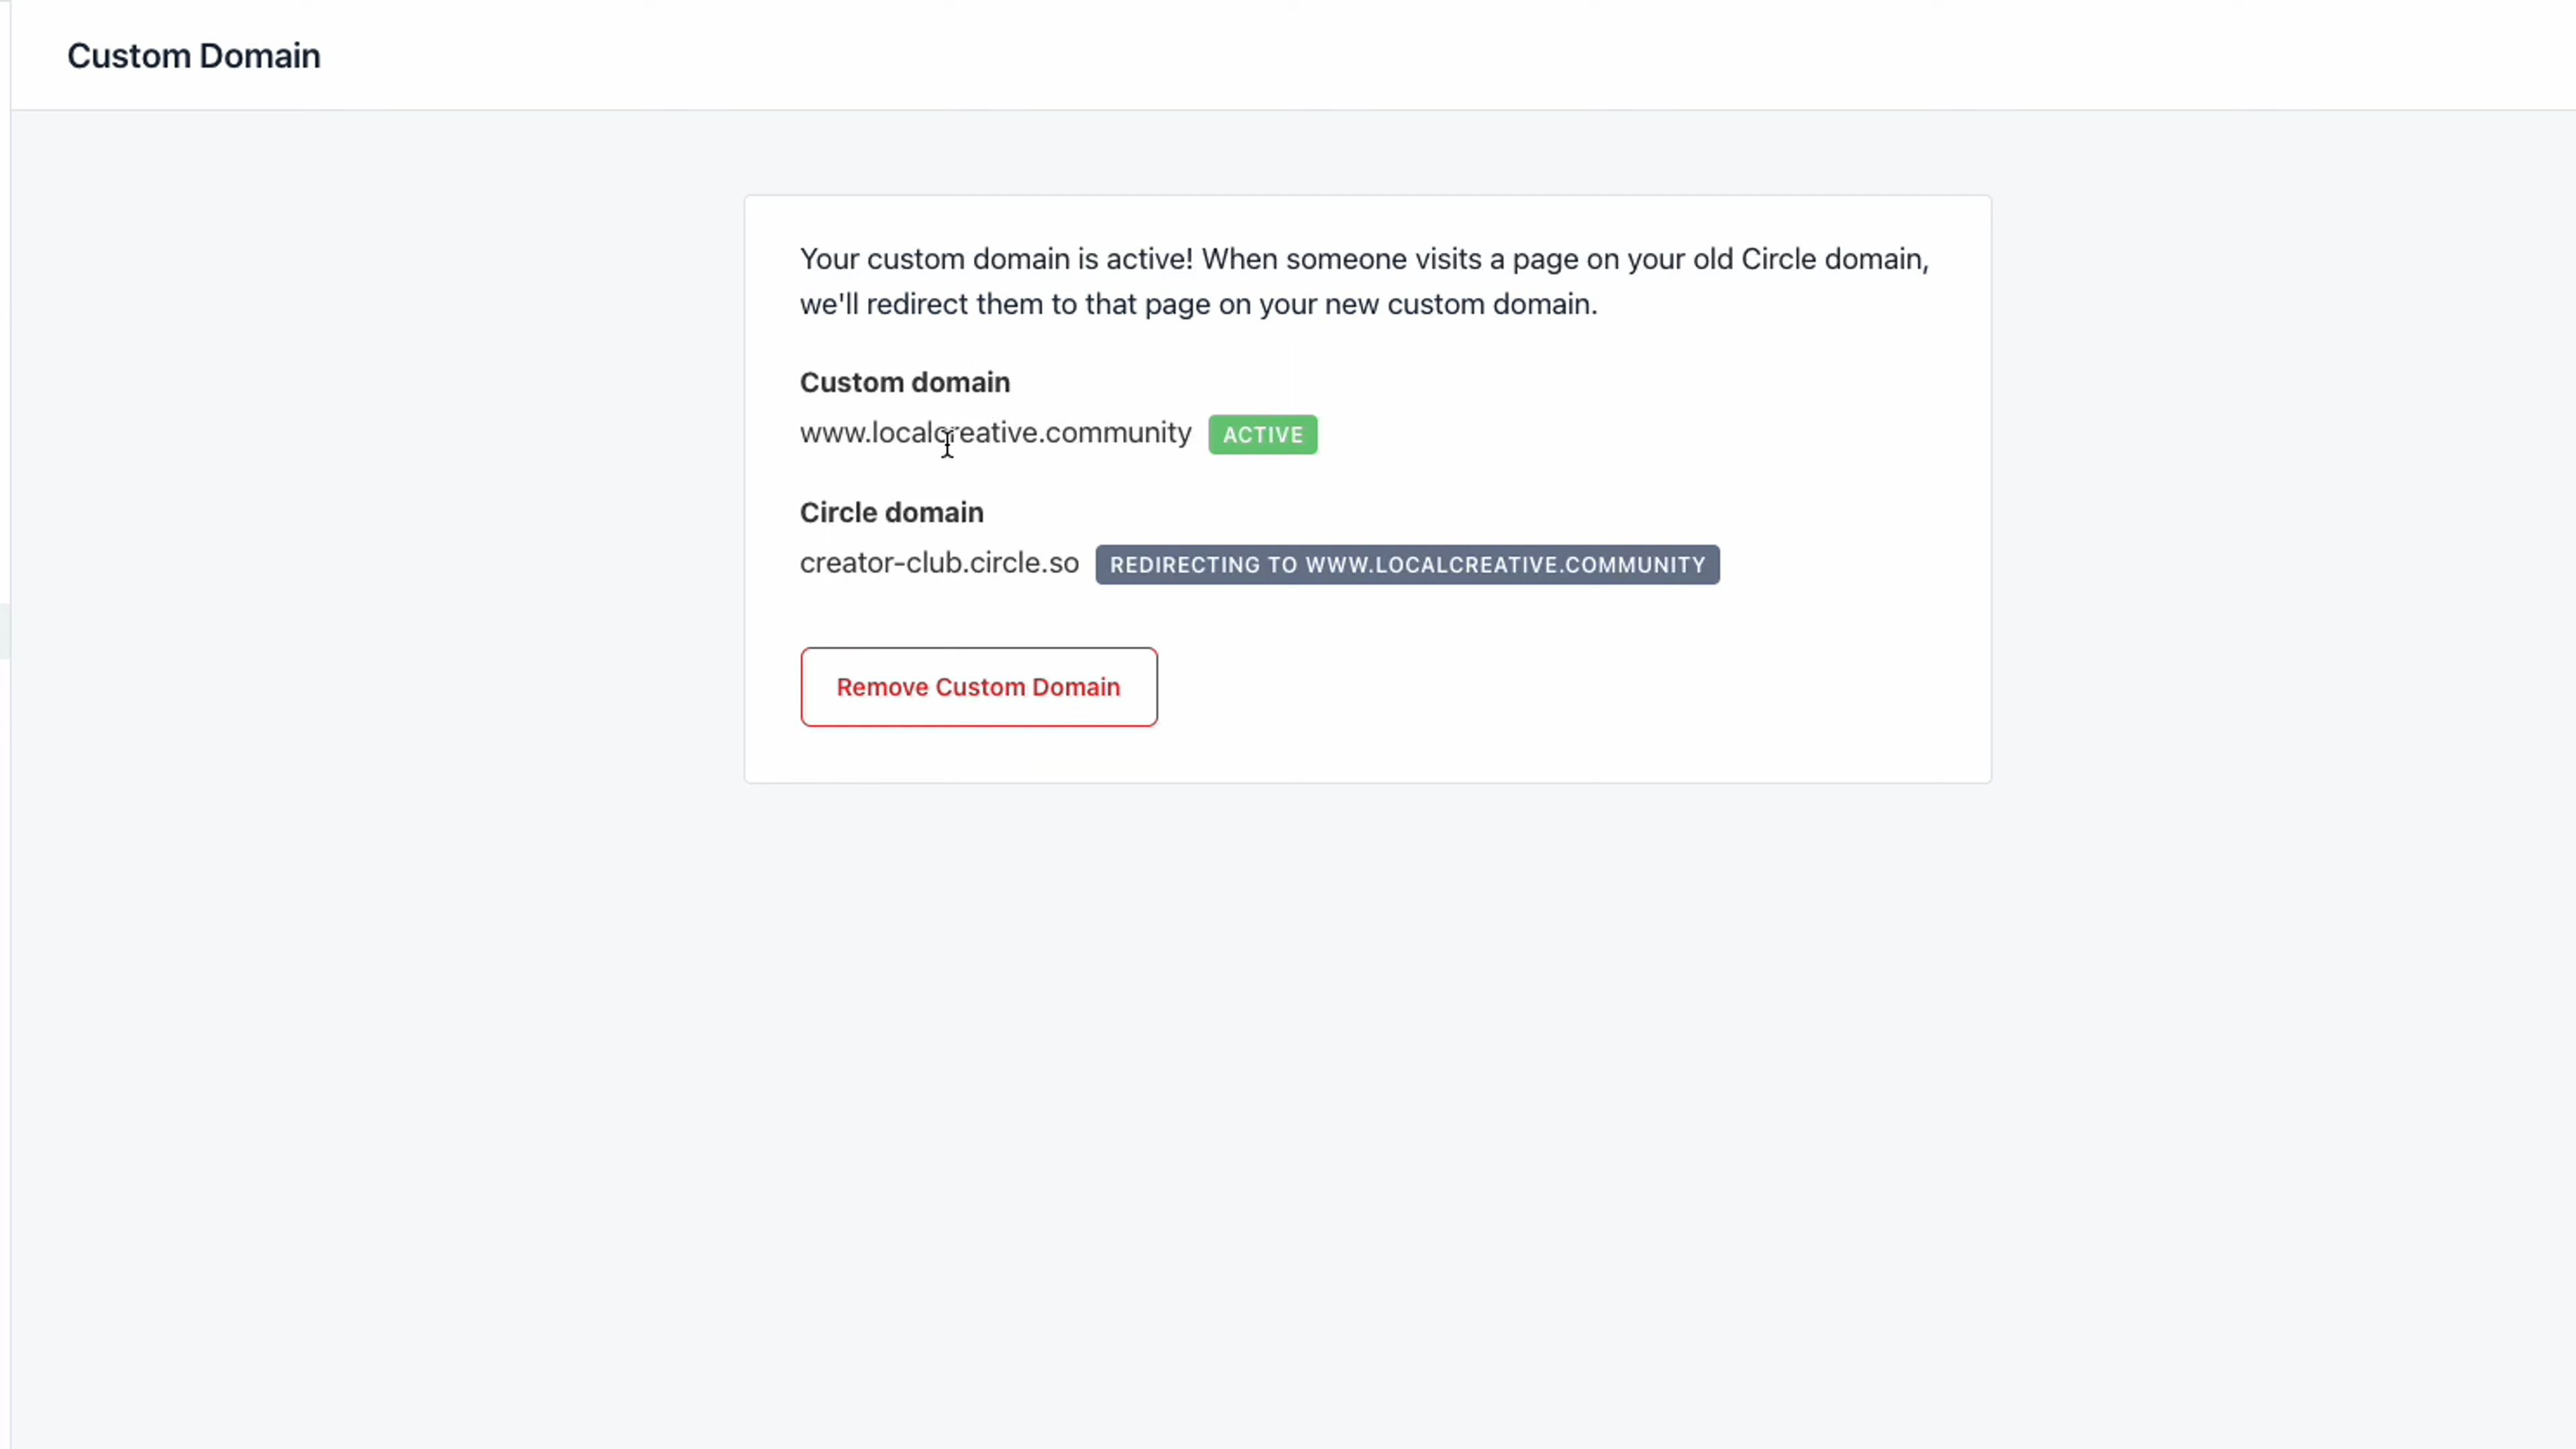 Custom Domain
Your custom domain is active! When someone visits a page on your old Circle domain,
we'll redirect them to that page on your new custom domain.
Custom domain
www.localcreative.community ACTIVE
Circle domain
creator-club.circle.so REDIRECTING TO WWW.LOCALCREATIVE.COMMUNITY
Remove Custom Domain